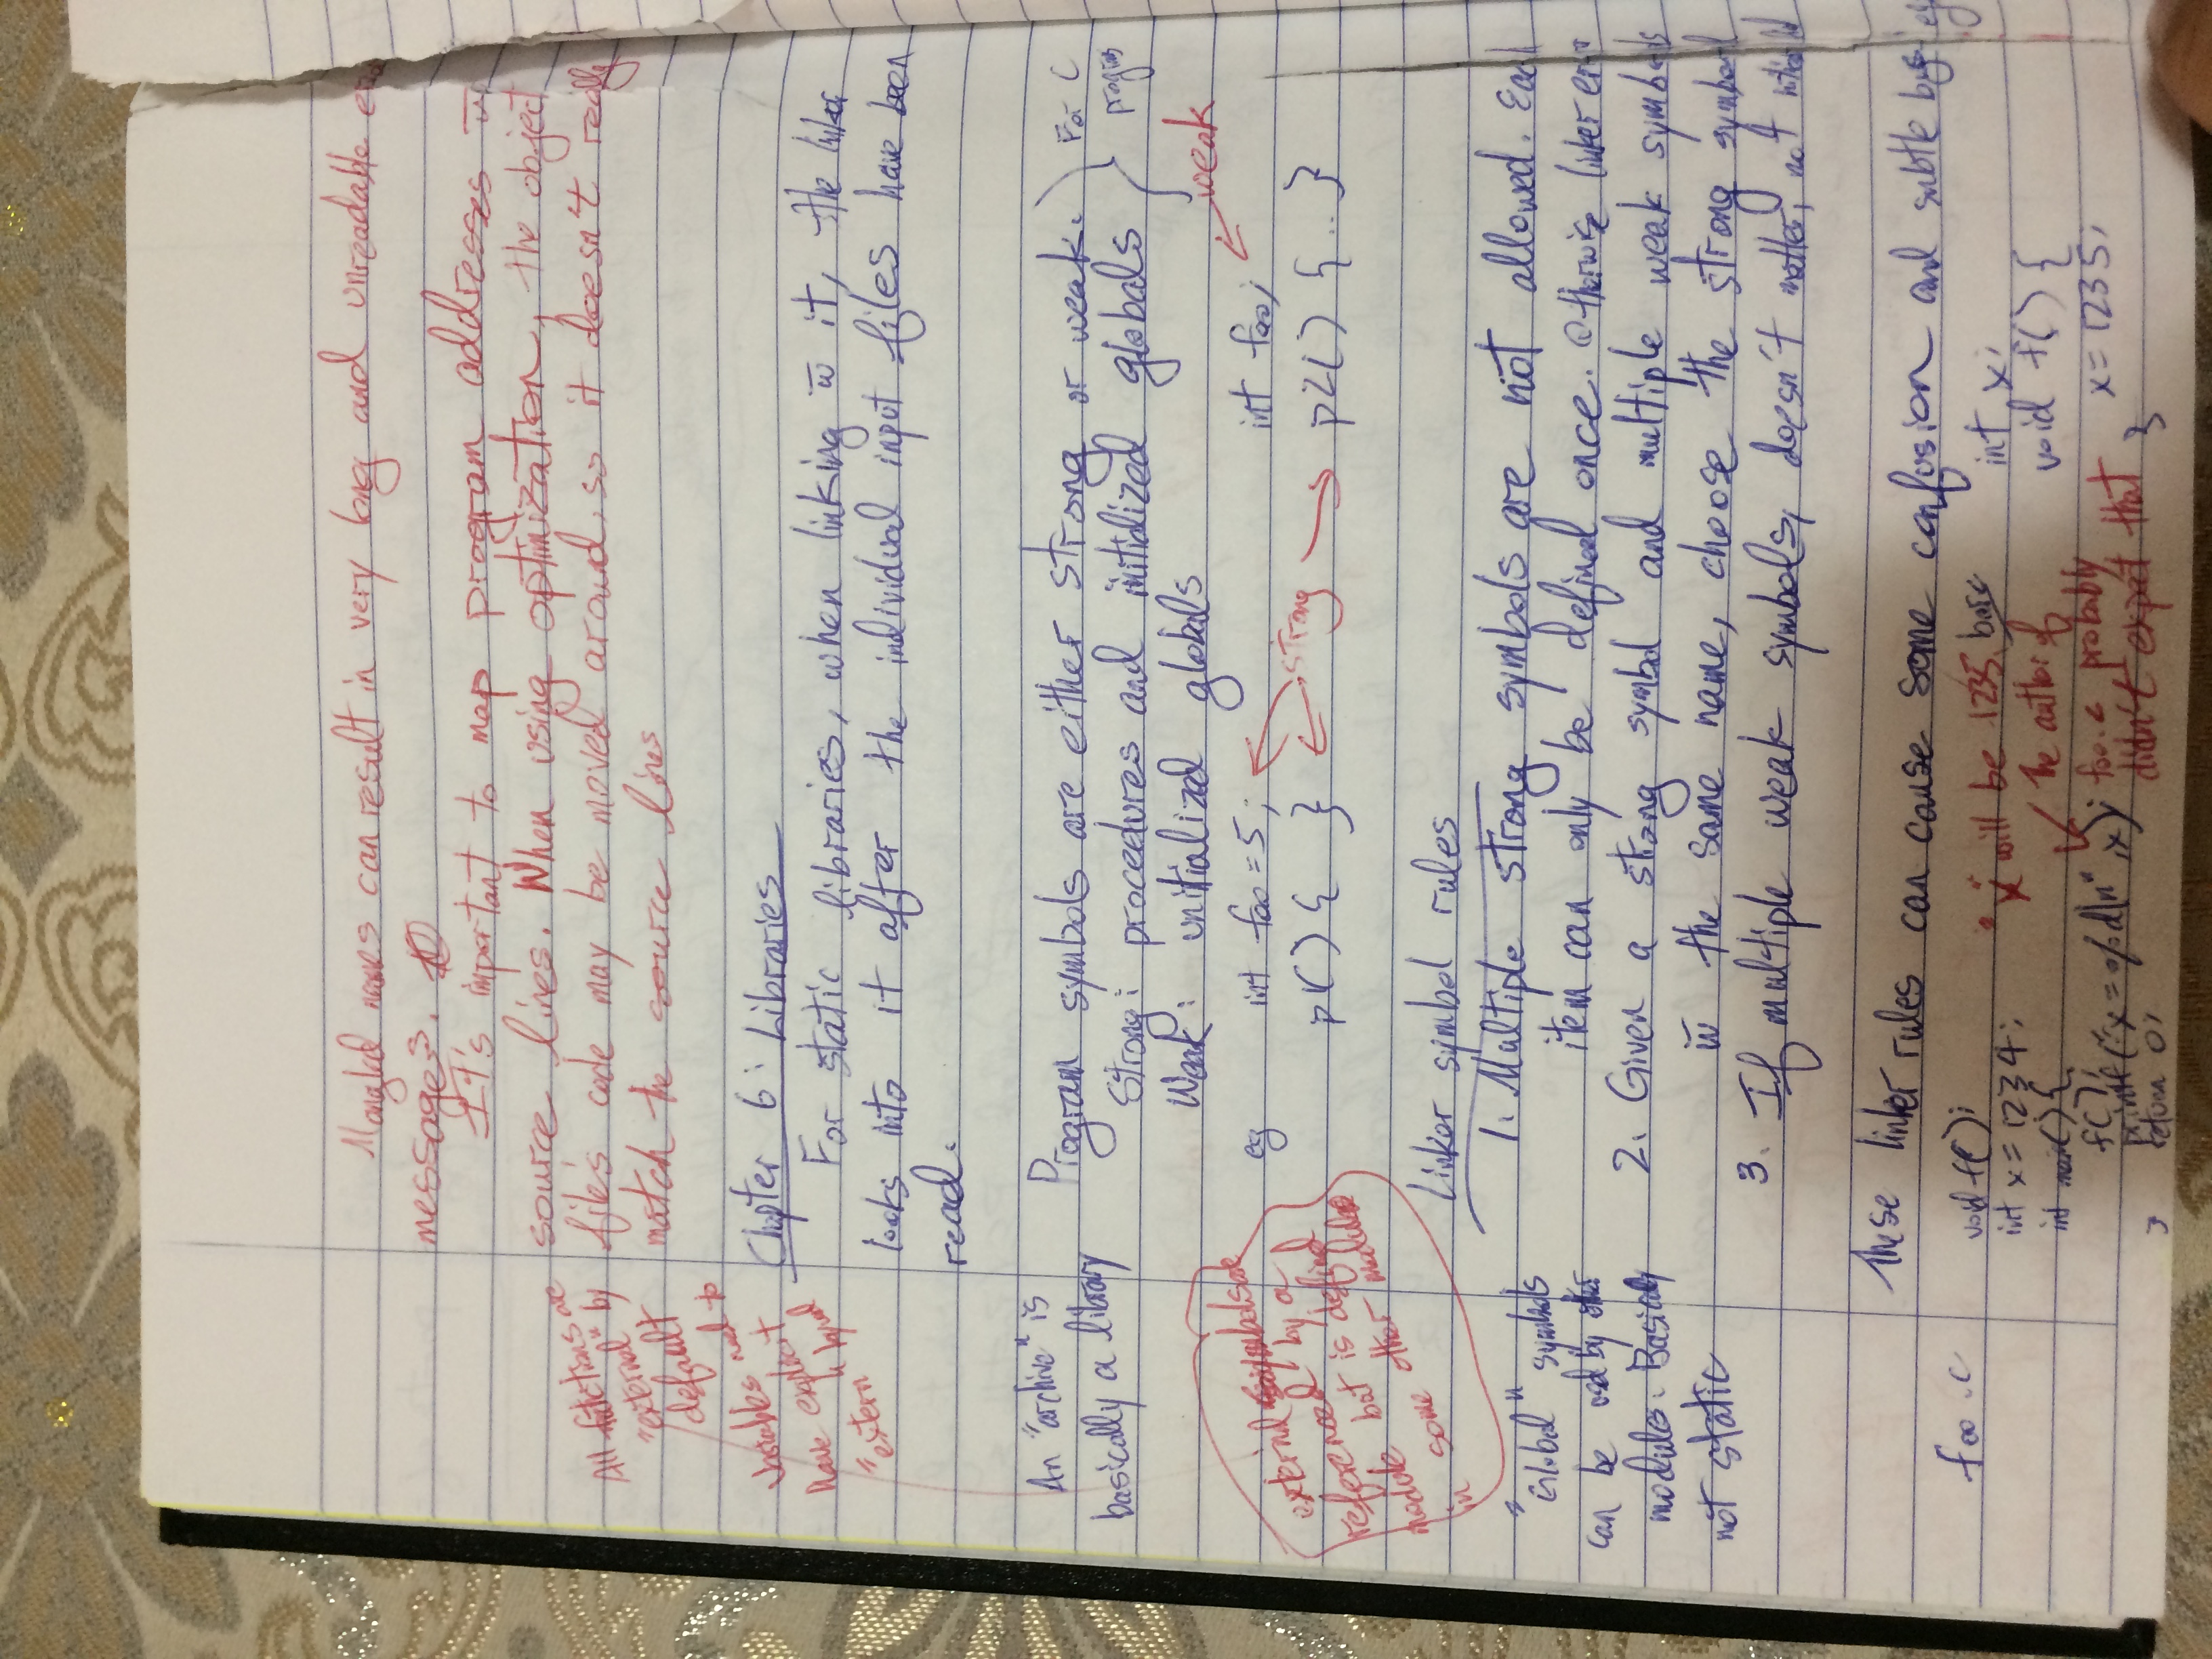 Mangled names can result in very long and unreadable
messages.
It's important to map program addresses w̄
source lines. When using optimization, the object
file's code may be moved around, so it doesn't really
match the source lines
All functions are
"external" by
default
Variables need to
have explicit
"extern"
Chapter 6: Libraries
For static libraries, when linking w̄ it, the linker
looks into it after the individual input files have been
read.
An "archive" is
basically a library
Program symbols are either strong or weak.
Strong: procedures and initialized globals
Weak: unitialized globals
For C
progrms
weak
eg int foo=5; int foo;
strong
p1() { } p2() { .. }
external symbols are
referenced by a
module but is defined
in some other module
Linker symbol rules
1. Multiple strong symbols are not allowed. Each
item can only be defined once. Otherwise linker error
2. Given a strong symbol and multiple weak symbols
w̄ the same name, choose the strong symbol
3. If multiple weak symbols, doesn't matter, not
"Global" symbols
can be used by other
modules. Basically
not static
These linker rules can cause some confusion and subtle bugs eg
foo.c
void f();
int x = 1234;
int main() {
f();
printf("x=%d\n", x);
return 0;
}
"x" will be 1235. bar.c
The author of
foo.c probably
didn't expect that
int x;
void f() {
x = 1235;
}